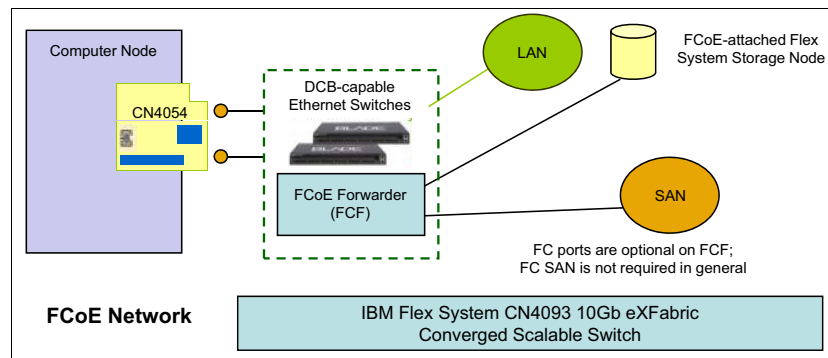 Computer Node
CN4054
DCB-capable
Ethernet Switches
BLADE
BLADE
FCoE Forwarder
(FCF)
LAN
FCoE-attached Flex
System Storage Node
SAN
FC ports are optional on FCF;
FC SAN is not required in general
FCoE Network
IBM Flex System CN4093 10Gb eXFabric
Converged Scalable Switch